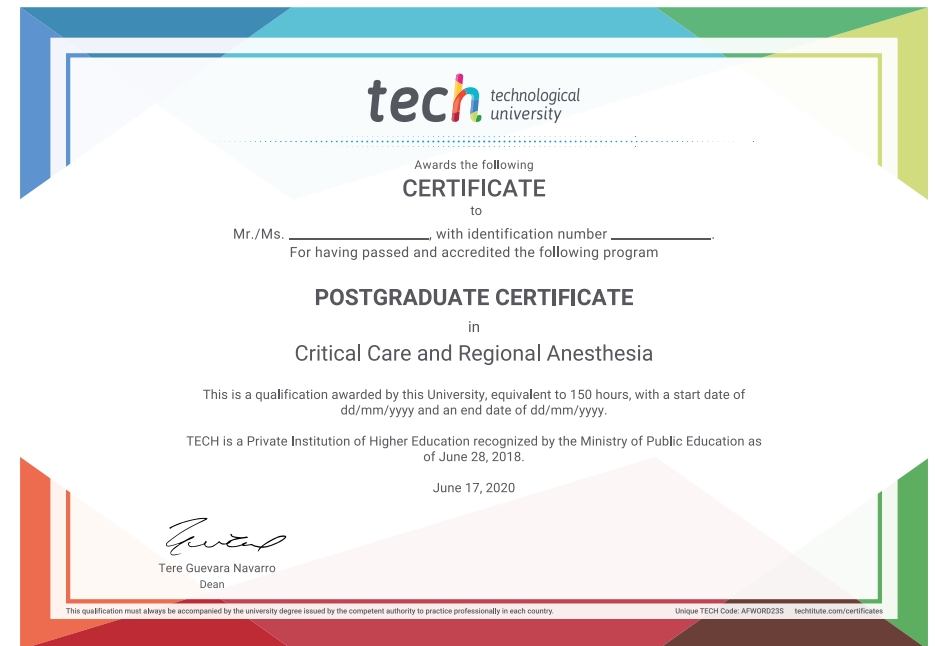 tech technological
university
Awards the following
CERTIFICATE
to
Mr./Ms. ____________________, with identification number ______________.
For having passed and accredited the following program
POSTGRADUATE CERTIFICATE
in
Critical Care and Regional Anesthesia
This is a qualification awarded by this University, equivalent to 150 hours, with a start date of
dd/mm/yyyy and an end date of dd/mm/yyyy.
TECH is a Private Institution of Higher Education recognized by the Ministry of Public Education as
of June 28, 2018.
June 17, 2020
Tere Guevara Navarro
Dean
This qualification must always be accompanied by the university degree issued by the competent authority to practice professionally in each country.
Unique TECH Code: AFWORD23S techtitute.com/certificates